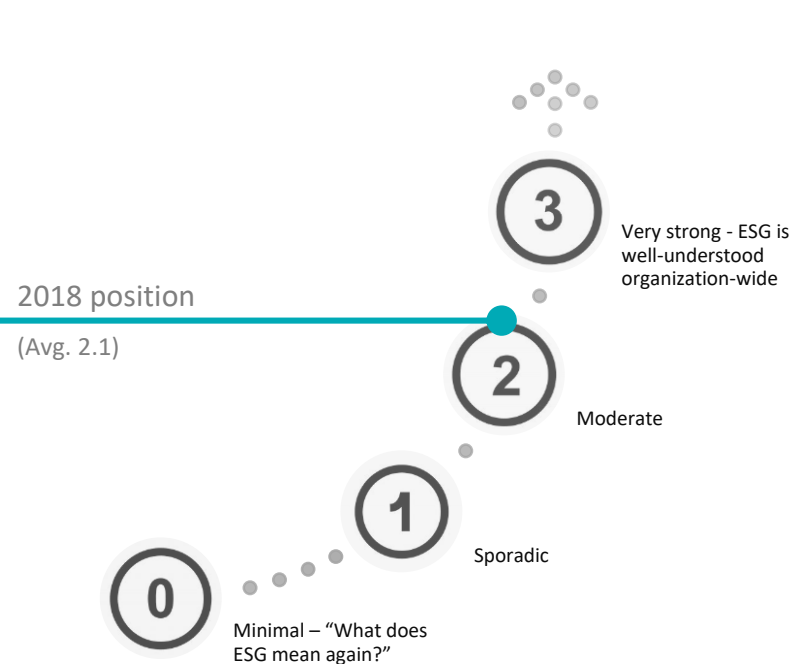 3
Very strong - ESG is
well-understood
organization-wide
2018 position
(Avg. 2.1)
2
Moderate
1
Sporadic
0
Minimal – “What does
ESG mean again?”